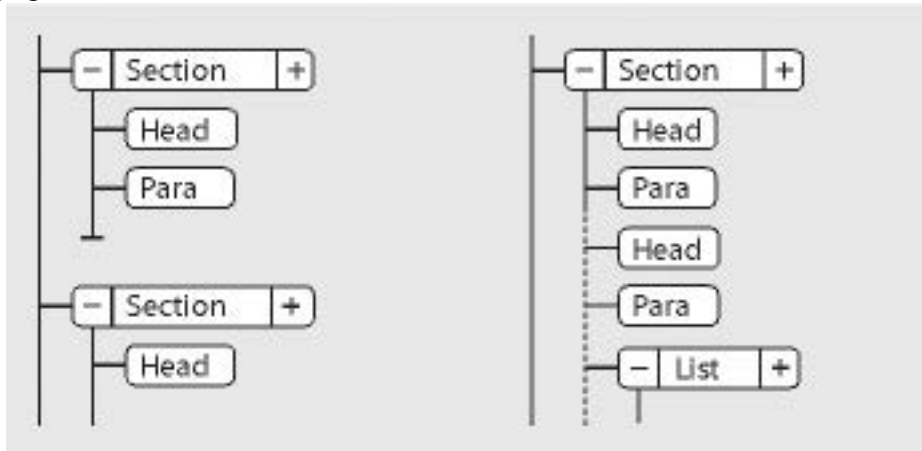 − Section +
Head
Para
− Section +
Head
− Section +
Head
Para
Head
Para
− List +